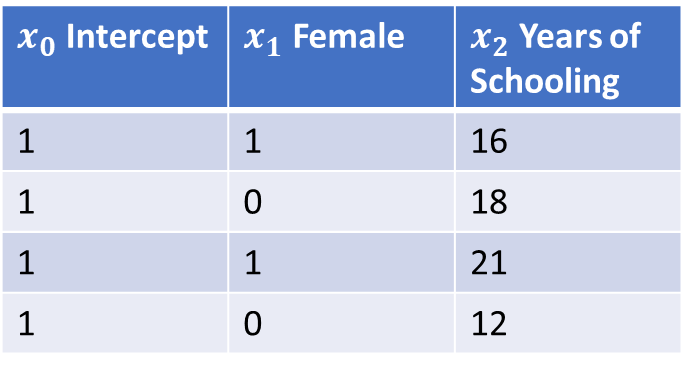 x₀ Intercept x₁ Female x₂ Years of
Schooling
1 1 16
1 0 18
1 1 21
1 0 12